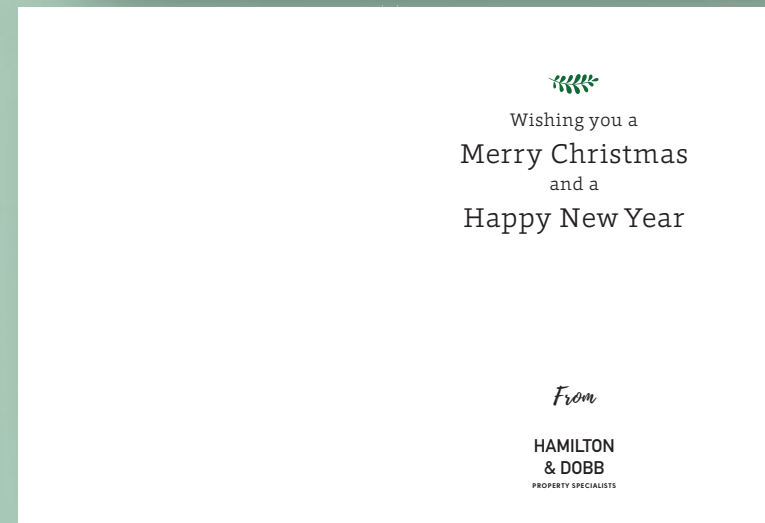 Wishing you a
Merry Christmas
and a
Happy New Year
From
HAMILTON
& DOBB
PROPERTY SPECIALISTS